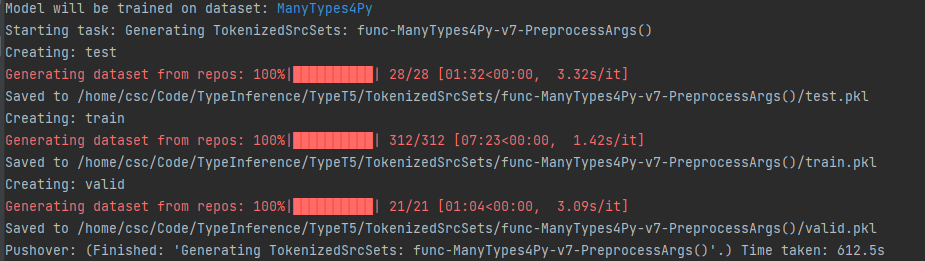 Model will be trained on dataset: ManyTypes4Py
Starting task: Generating TokenizedSrcSets: func-ManyTypes4Py-v7-PreprocessArgs()
Creating: test
Generating dataset from repos: 100%|██████████| 28/28 [01:32<00:00,  3.32s/it]
Saved to /home/csc/Code/TypeInference/TypeT5/TokenizedSrcSets/func-ManyTypes4Py-v7-PreprocessArgs()/test.pkl
Creating: train
Generating dataset from repos: 100%|██████████| 312/312 [07:23<00:00,  1.42s/it]
Saved to /home/csc/Code/TypeInference/TypeT5/TokenizedSrcSets/func-ManyTypes4Py-v7-PreprocessArgs()/train.pkl
Creating: valid
Generating dataset from repos: 100%|██████████| 21/21 [01:04<00:00,  3.09s/it]
Saved to /home/csc/Code/TypeInference/TypeT5/TokenizedSrcSets/func-ManyTypes4Py-v7-PreprocessArgs()/valid.pkl
Pushover: (Finished: 'Generating TokenizedSrcSets: func-ManyTypes4Py-v7-PreprocessArgs()'.) Time taken: 612.5s